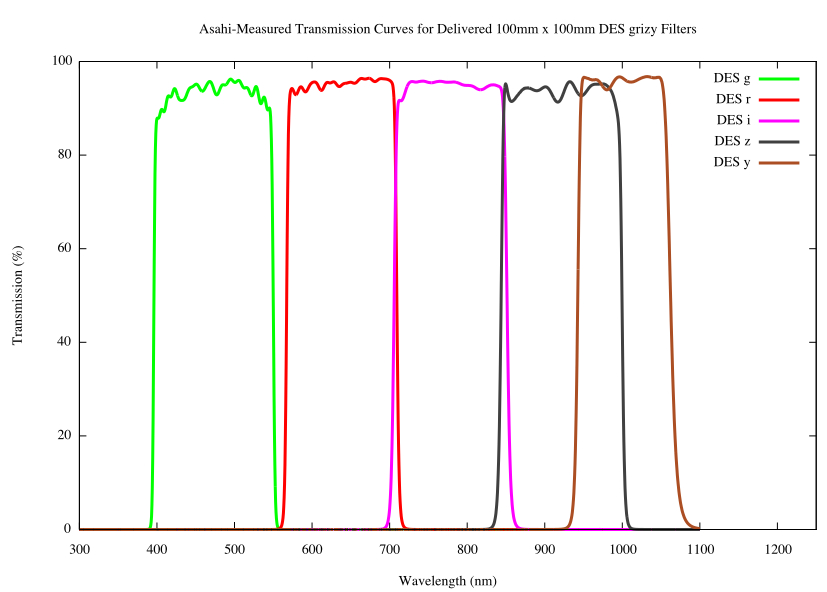 Asahi-Measured Transmission Curves for Delivered 100mm x 100mm DES grizy Filters
100
80
60
40
20
0
Transmission (%)
DES g
DES r
DES i
DES z
DES y
300 400 500 600 700 800 900 1000 1100 1200
Wavelength (nm)